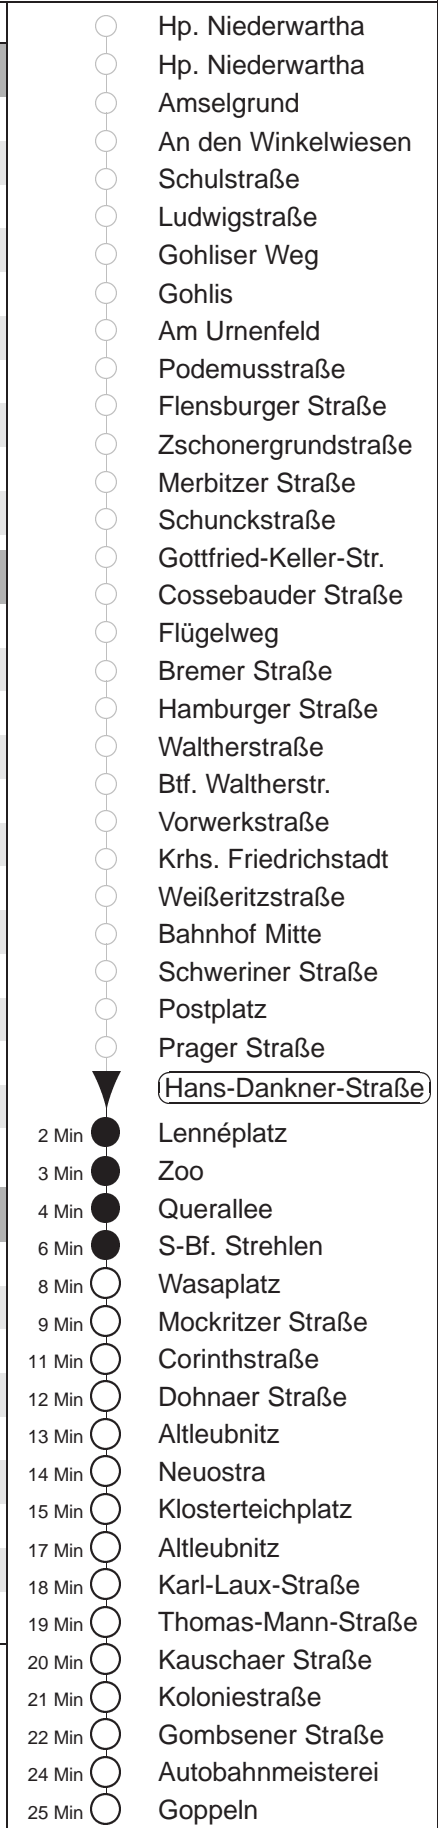 Hp. Niederwartha
Hp. Niederwartha
Amselgrund
An den Winkelwiesen
Schulstraße
Ludwigstraße
Gohliser Weg
Gohlis
Am Urnenfeld
Podemusstraße
Flensburger Straße
Zschonergrundstraße
Merbitzer Straße
Schunckstraße
Gottfried-Keller-Str.
Cossebauder Straße
Flügelweg
Bremer Straße
Hamburger Straße
Waltherstraße
Btf. Waltherstr.
Vorwerkstraße
Krhs. Friedrichstadt
Weißeritzstraße
Bahnhof Mitte
Schweriner Straße
Postplatz
Prager Straße
Hans-Dankner-Straße
2 Min Lennéplatz
3 Min Zoo
4 Min Querallee
6 Min S-Bf. Strehlen
8 Min Wasaplatz
9 Min Mockritzer Straße
11 Min Corinthstraße
12 Min Dohnaer Straße
13 Min Altleubnitz
14 Min Neuostra
15 Min Klosterteichplatz
17 Min Altleubnitz
18 Min Karl-Laux-Straße
19 Min Thomas-Mann-Straße
20 Min Kauschaer Straße
21 Min Koloniestraße
22 Min Gombsener Straße
24 Min Autobahnmeisterei
25 Min Goppeln